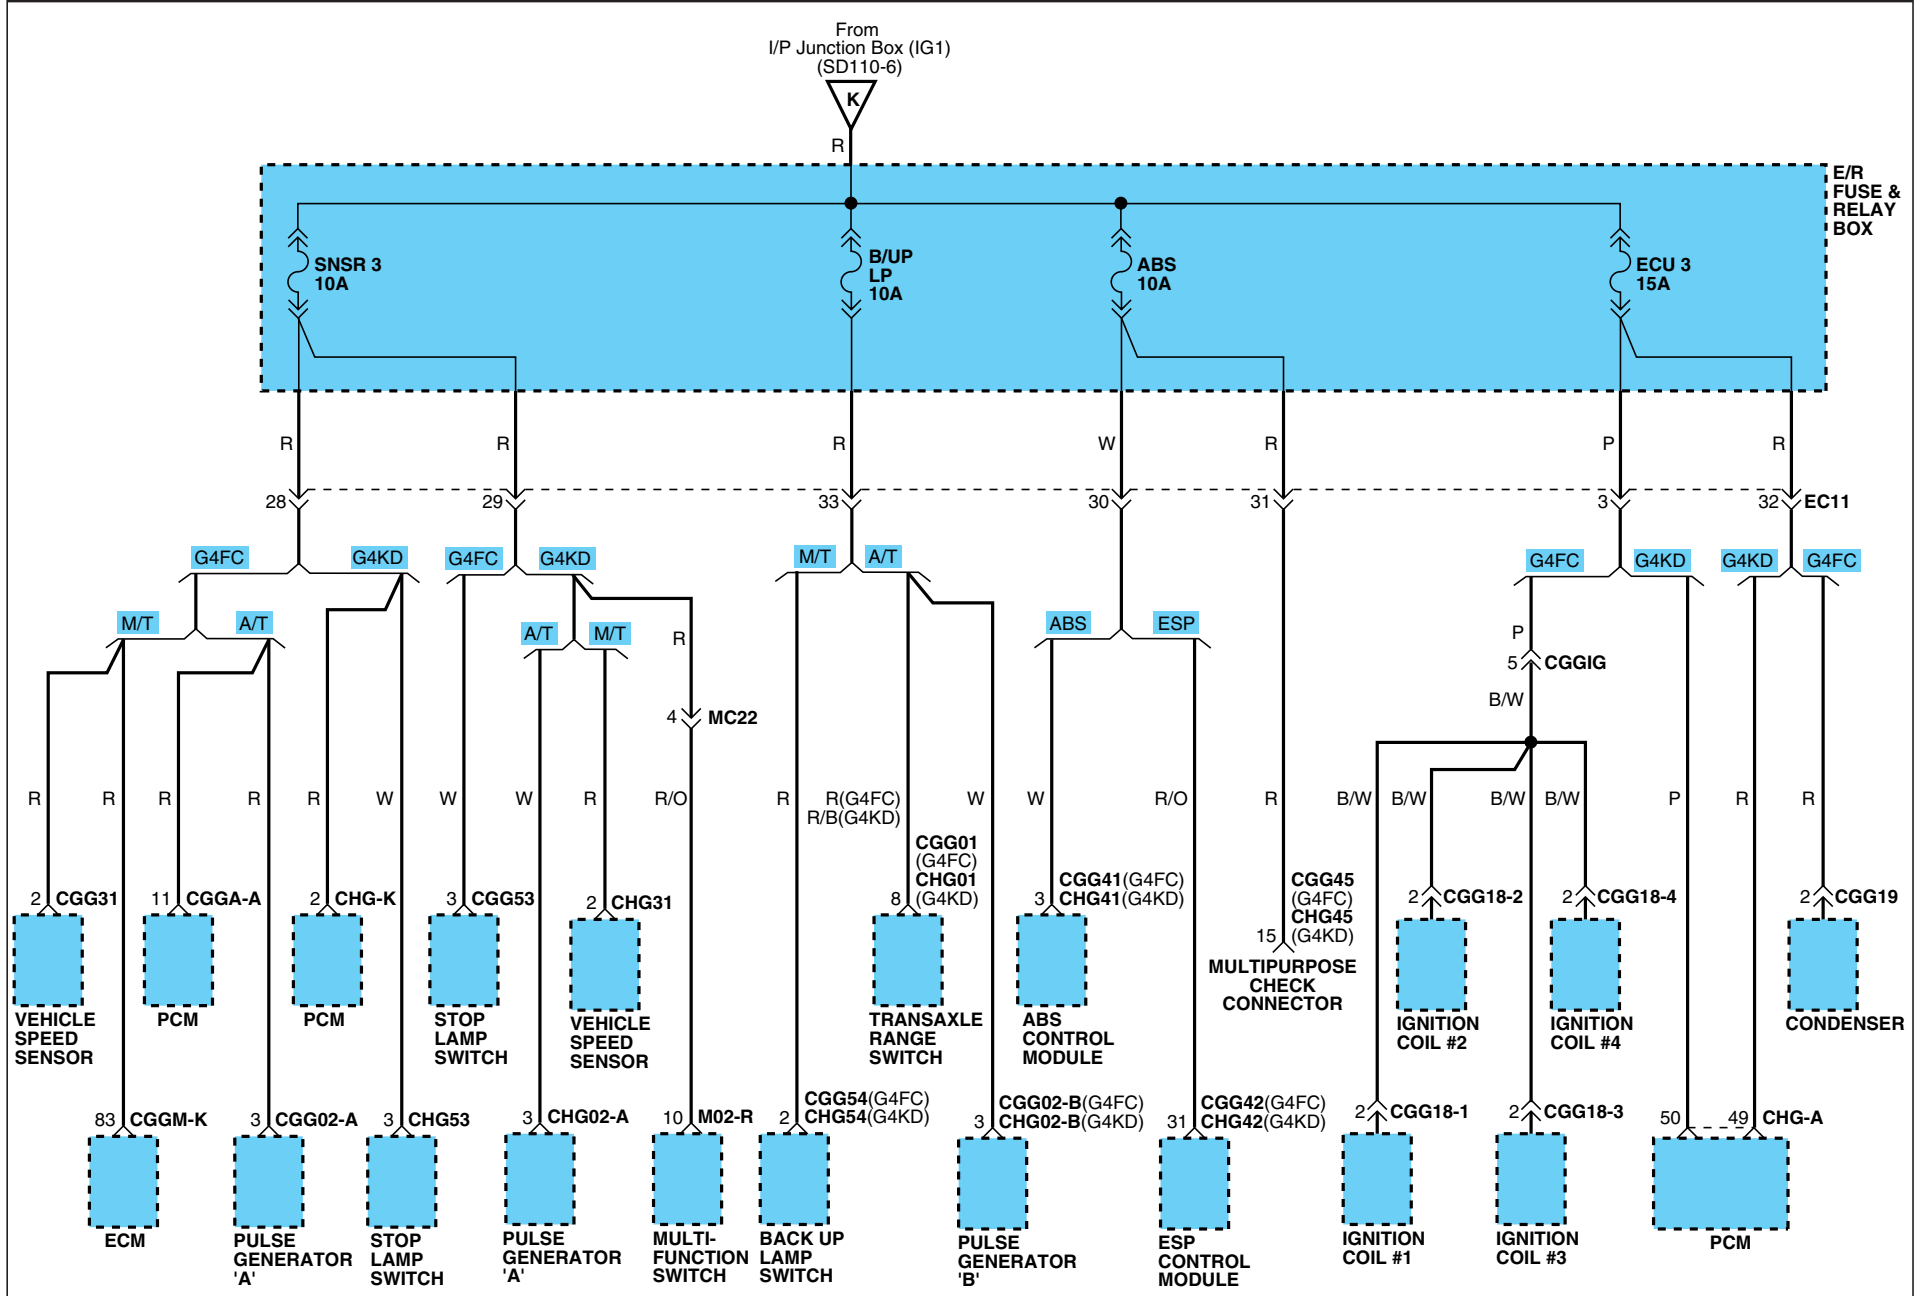 From
I/P Junction Box (IG1)
(SD110-6)
K
R
E/R
FUSE &
RELAY
BOX
SNSR 3
10A
B/UP
LP
10A
ABS
10A
ECU 3
15A
R R R W R P R
28 29 33 30 31 3 32 EC11
G4FC G4KD G4FC G4KD M/T A/T G4FC G4KD G4KD G4FC
M/T A/T A/T M/T R ABS ESP P
5 CGGIG
B/W
4 MC22
R R R R R W W W R R/O R R(G4FC) W W R/O R B/W B/W B/W B/W P R R
R/B(G4KD)
CGG01
(G4FC)
CHG01
(G4KD)
8
CGG41(G4FC)
CHG41(G4KD)
3
CGG45
(G4FC)
CHG45
(G4KD)
15
MULTIPURPOSE
CHECK
CONNECTOR
2 CGG31
VEHICLE
SPEED
SENSOR
11 CGGA-A
PCM
2 CHG-K
PCM
3 CGG53
STOP
LAMP
SWITCH
2 CHG31
VEHICLE
SPEED
SENSOR
TRANSAXLE
RANGE
SWITCH
ABS
CONTROL
MODULE
2 CGG18-2
IGNITION
COIL #2
2 CGG18-4
IGNITION
COIL #4
2 CGG19
CONDENSER
83 CGGM-K
ECM
3 CGG02-A
PULSE
GENERATOR
'A'
3 CHG53
STOP
LAMP
SWITCH
3 CHG02-A
PULSE
GENERATOR
'A'
10 M02-R
MULTI-
FUNCTION
SWITCH
CGG54(G4FC)
2 CHG54(G4KD)
BACK UP
LAMP
SWITCH
CGG02-B(G4FC)
3 CHG02-B(G4KD)
PULSE
GENERATOR
'B'
CGG42(G4FC)
31 CHG42(G4KD)
ESP
CONTROL
MODULE
2 CGG18-1
IGNITION
COIL #1
2 CGG18-3
IGNITION
COIL #3
50 49 CHG-A
PCM